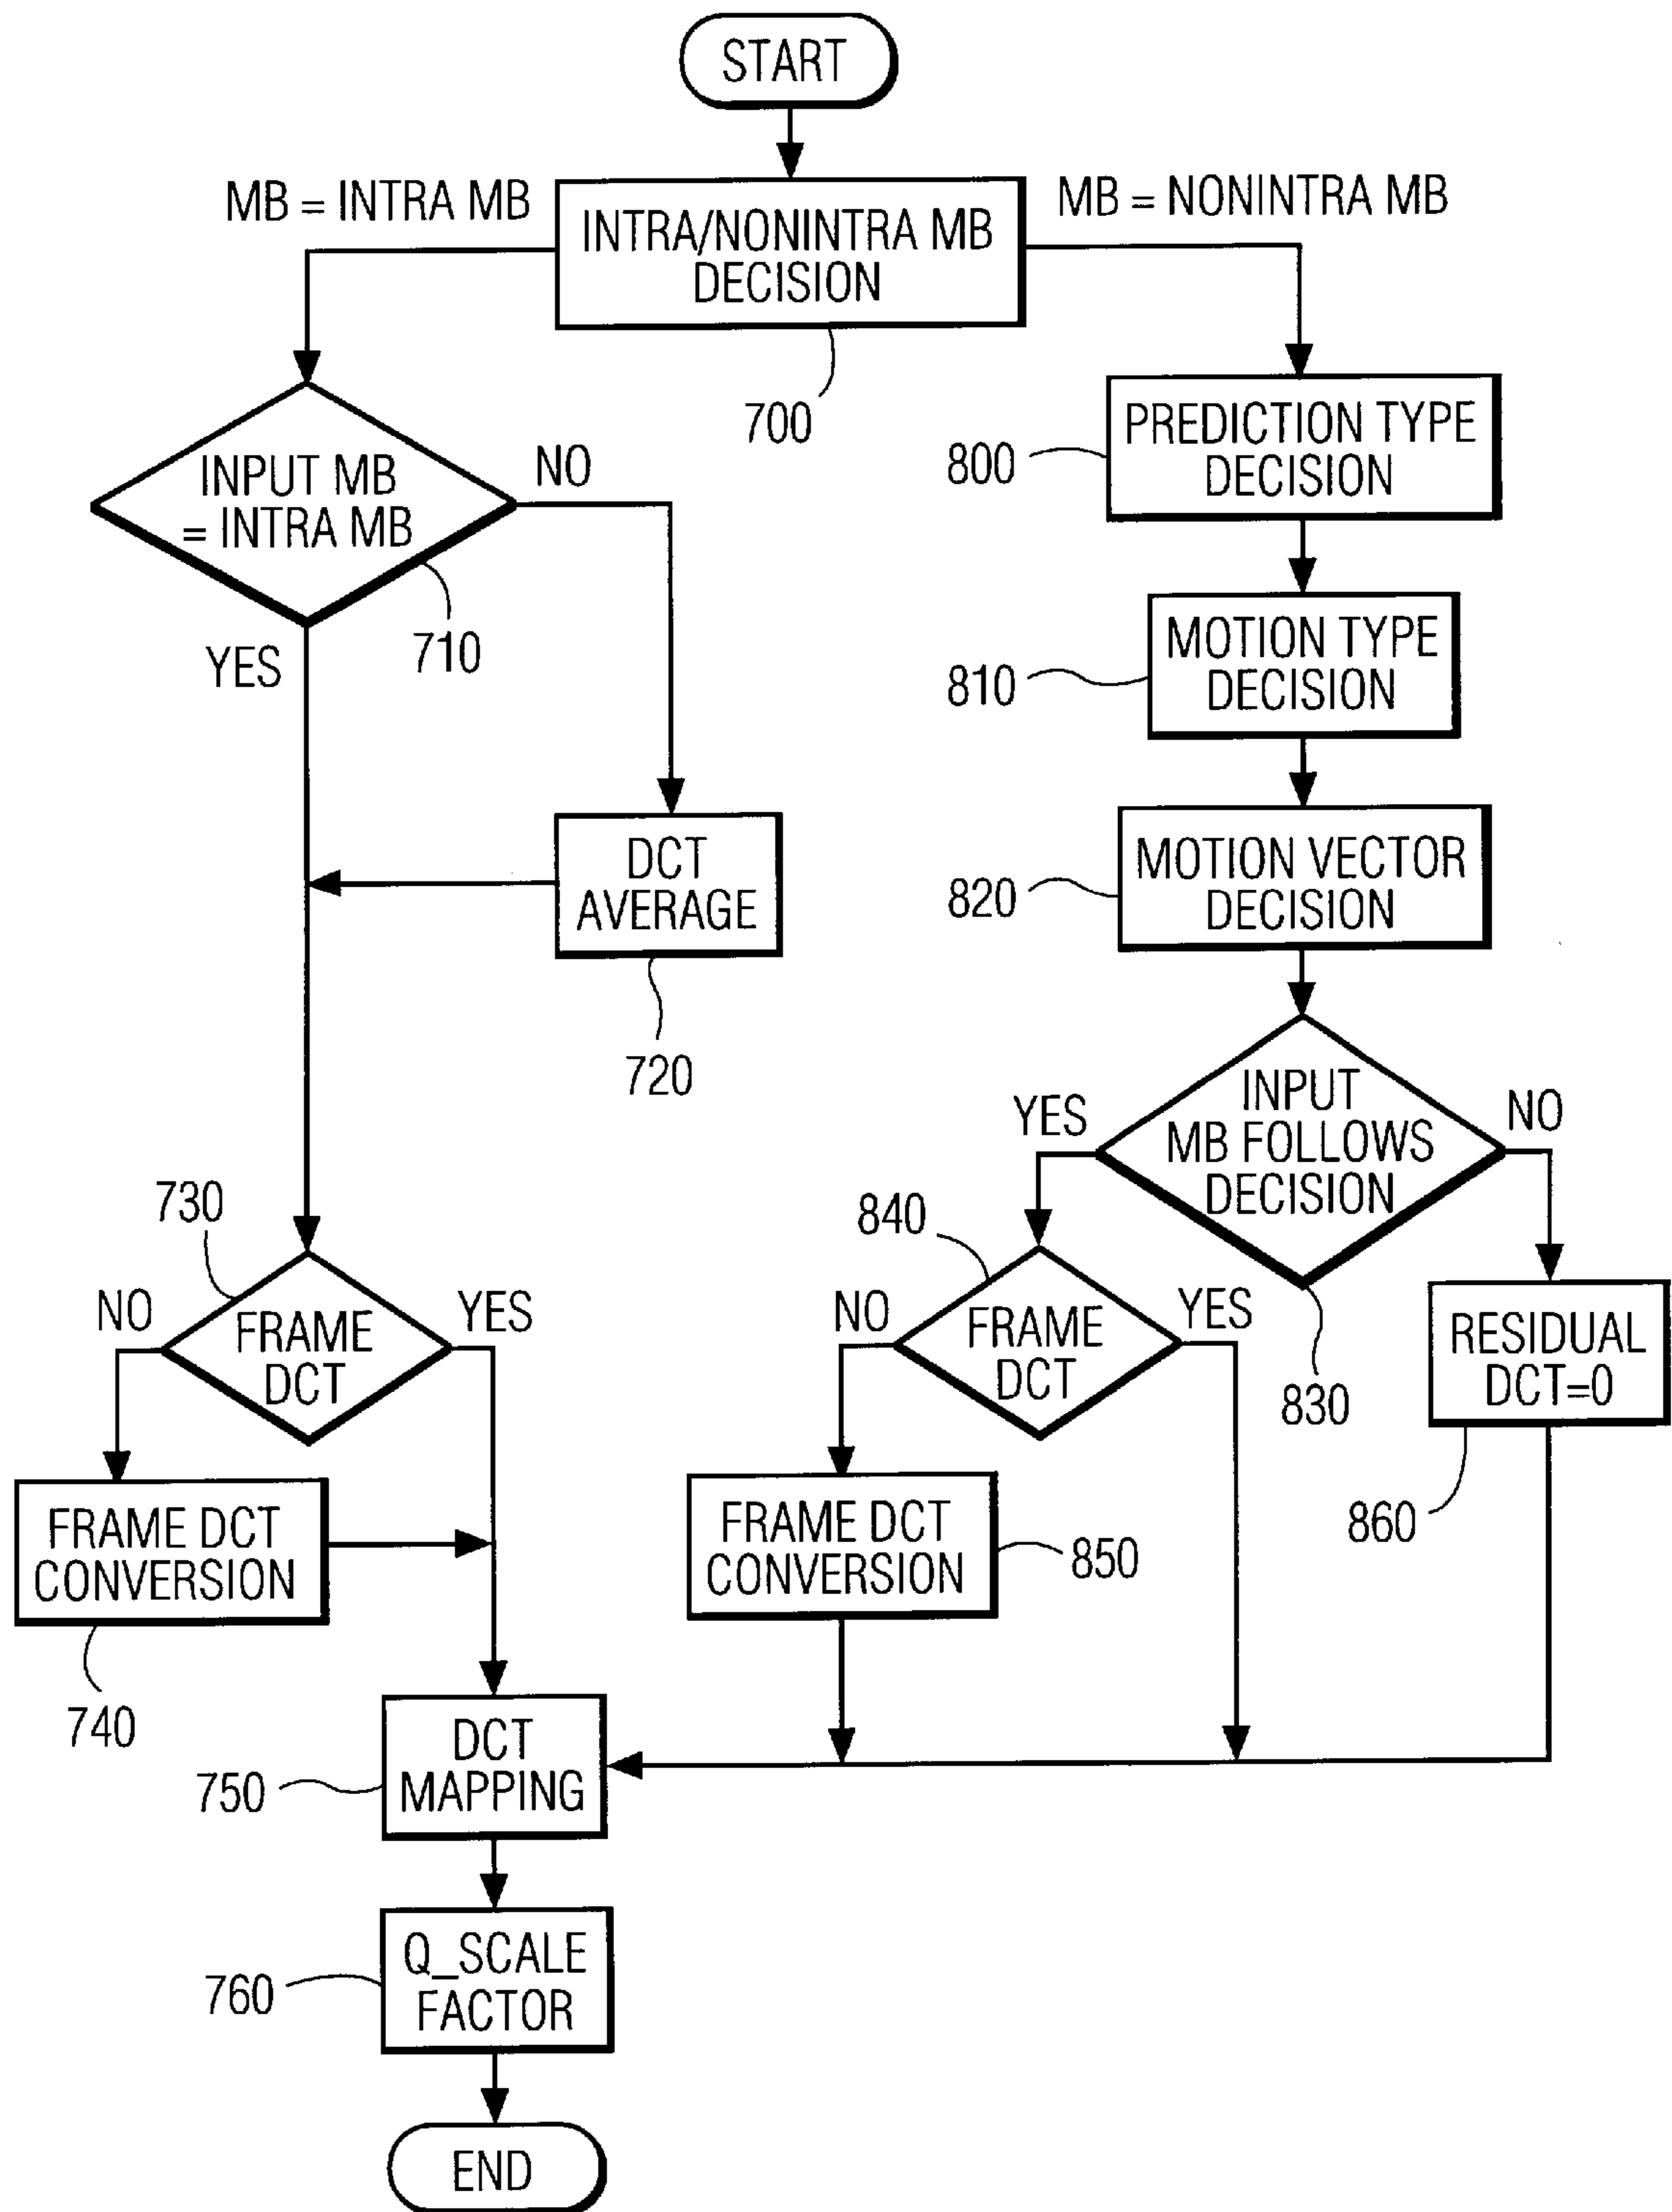 START
MB = INTRA MB
INTRA/NONINTRA MB
DECISION
MB = NONINTRA MB
700
INPUT MB
= INTRA MB
NO
YES
710
PREDICTION TYPE
DECISION
800
MOTION TYPE
DECISION
810
DCT
AVERAGE
720
MOTION VECTOR
DECISION
820
INPUT
MB FOLLOWS
DECISION
YES
NO
830
730
FRAME
DCT
NO
YES
840
FRAME
DCT
NO
YES
RESIDUAL
DCT=0
860
FRAME DCT
CONVERSION
740
FRAME DCT
CONVERSION
850
DCT
MAPPING
750
Q_SCALE
FACTOR
760
END